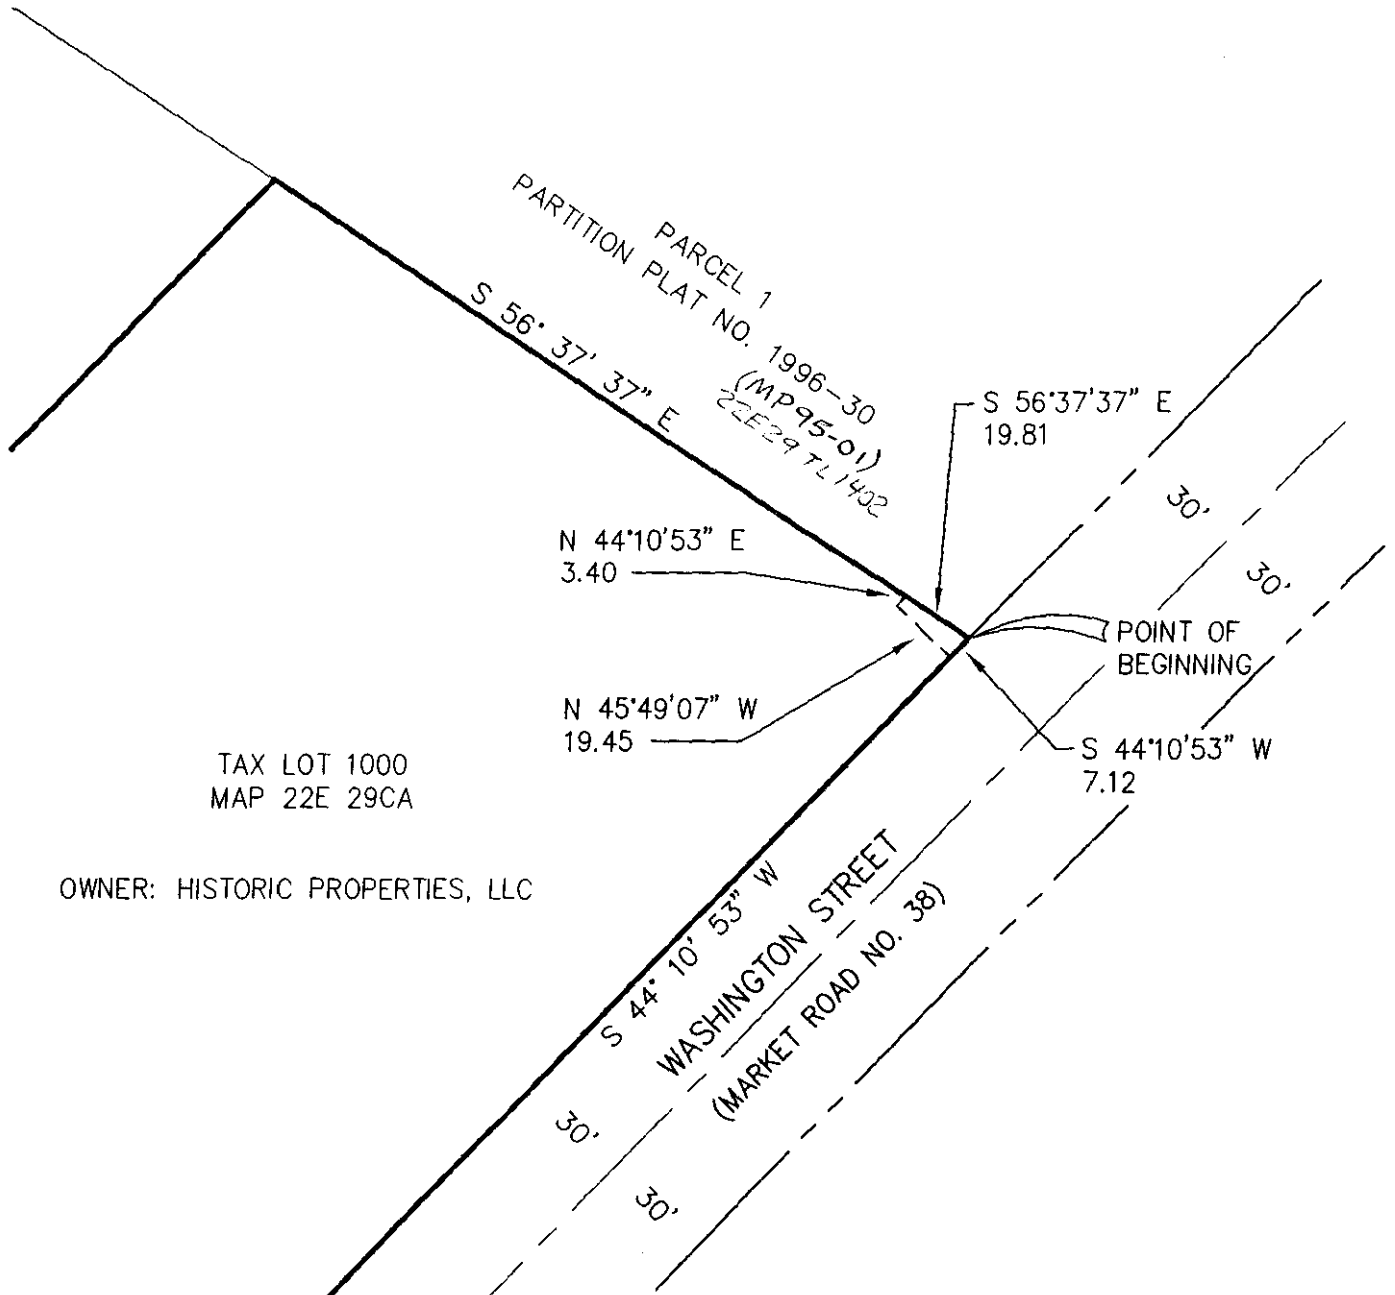 PARCEL 1
PARTITION PLAT NO. 1996-30
(MP95-01)
22E29 TL1402
S 56° 37' 37" E
S 56°37'37" E
19.81
30'
30'
N 44°10'53" E
3.40
POINT OF
BEGINNING
N 45°49'07" W
19.45
S 44°10'53" W
7.12
TAX LOT 1000
MAP 22E 29CA
OWNER: HISTORIC PROPERTIES, LLC
S 44° 10' 53" W
WASHINGTON STREET
(MARKET ROAD NO. 38)
30'
30'